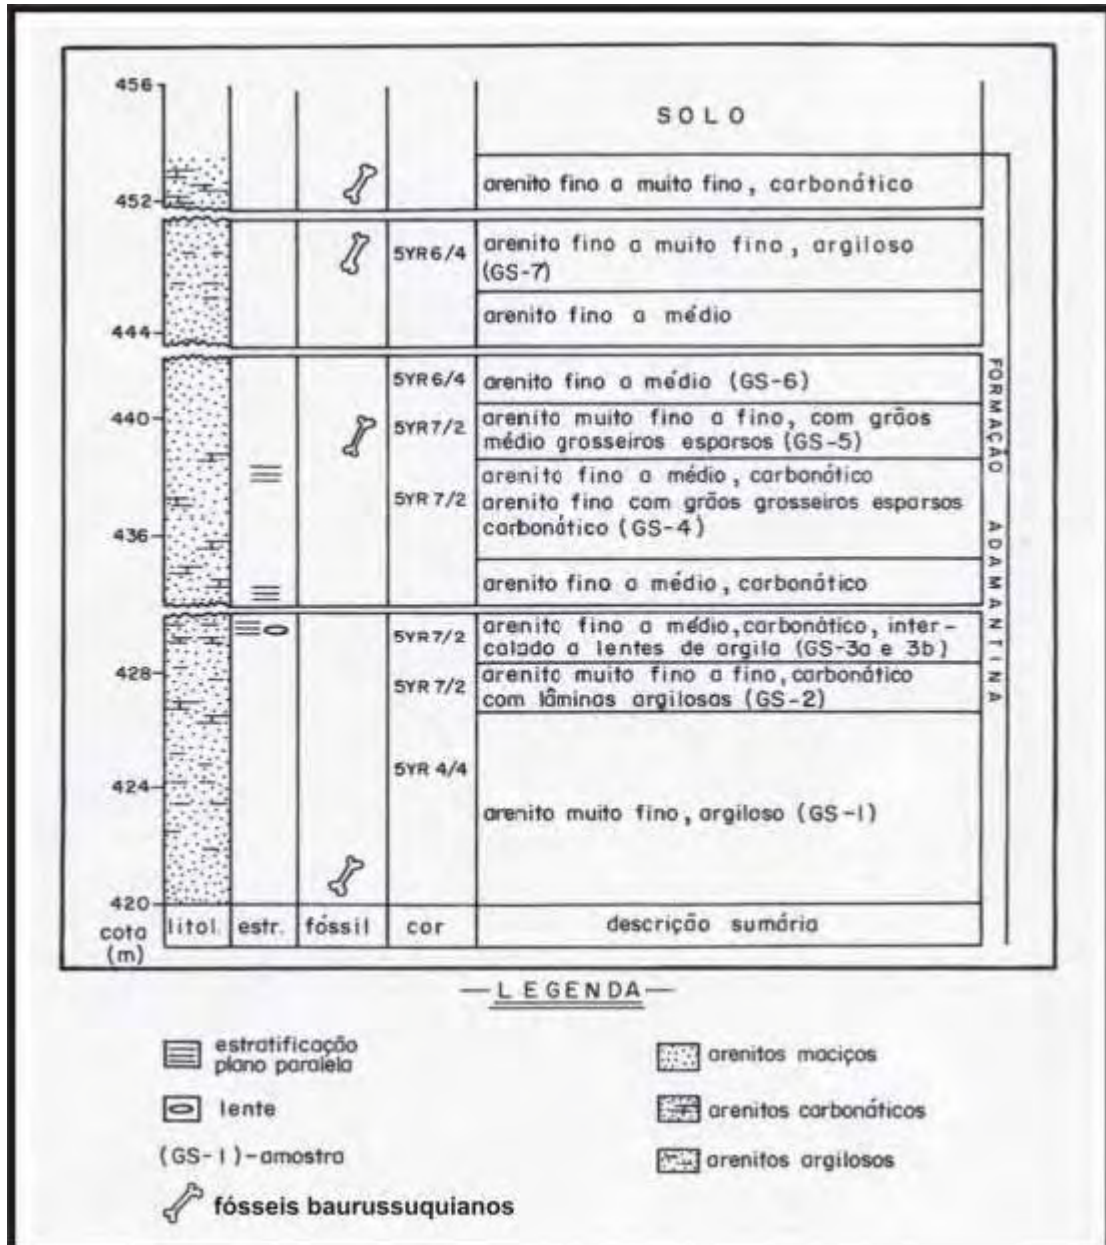 456
SOLO
arenito fino a muito fino, carbonático
452
5YR6/4
arenito fino a muito fino, argiloso
(GS-7)
arenito fino a médio
444
5YR6/4
arenito fino a médio (GS-6)
440
5YR7/2
arenito muito fino a fino, com grãos
médio grosseiros esparsos (GS-5)
5YR 7/2
arenito fino a médio, carbonático
arenito fino com grãos grosseiros esparsos
carbonático (GS-4)
436
arenito fino a médio, carbonático
5YR7/2
arenito fino a médio, carbonático, inter-
calado a lentes de argila (GS-3a e 3b)
428
5YR 7/2
arenito muito fino a fino, carbonático
com lâminas argilosas (GS-2)
5YR 4/4
424
arenito muito fino, argiloso (GS-1)
420
FORMAÇÃO ADAMANTINA
cota
(m)
litol.
estr.
fóssil
cor
descrição sumária
LEGENDA
estratificação
plano paralela
lente
(GS-1)-amostra
fósseis baurussuquianos
arenitos maciços
arenitos carbonáticos
arenitos argilosos